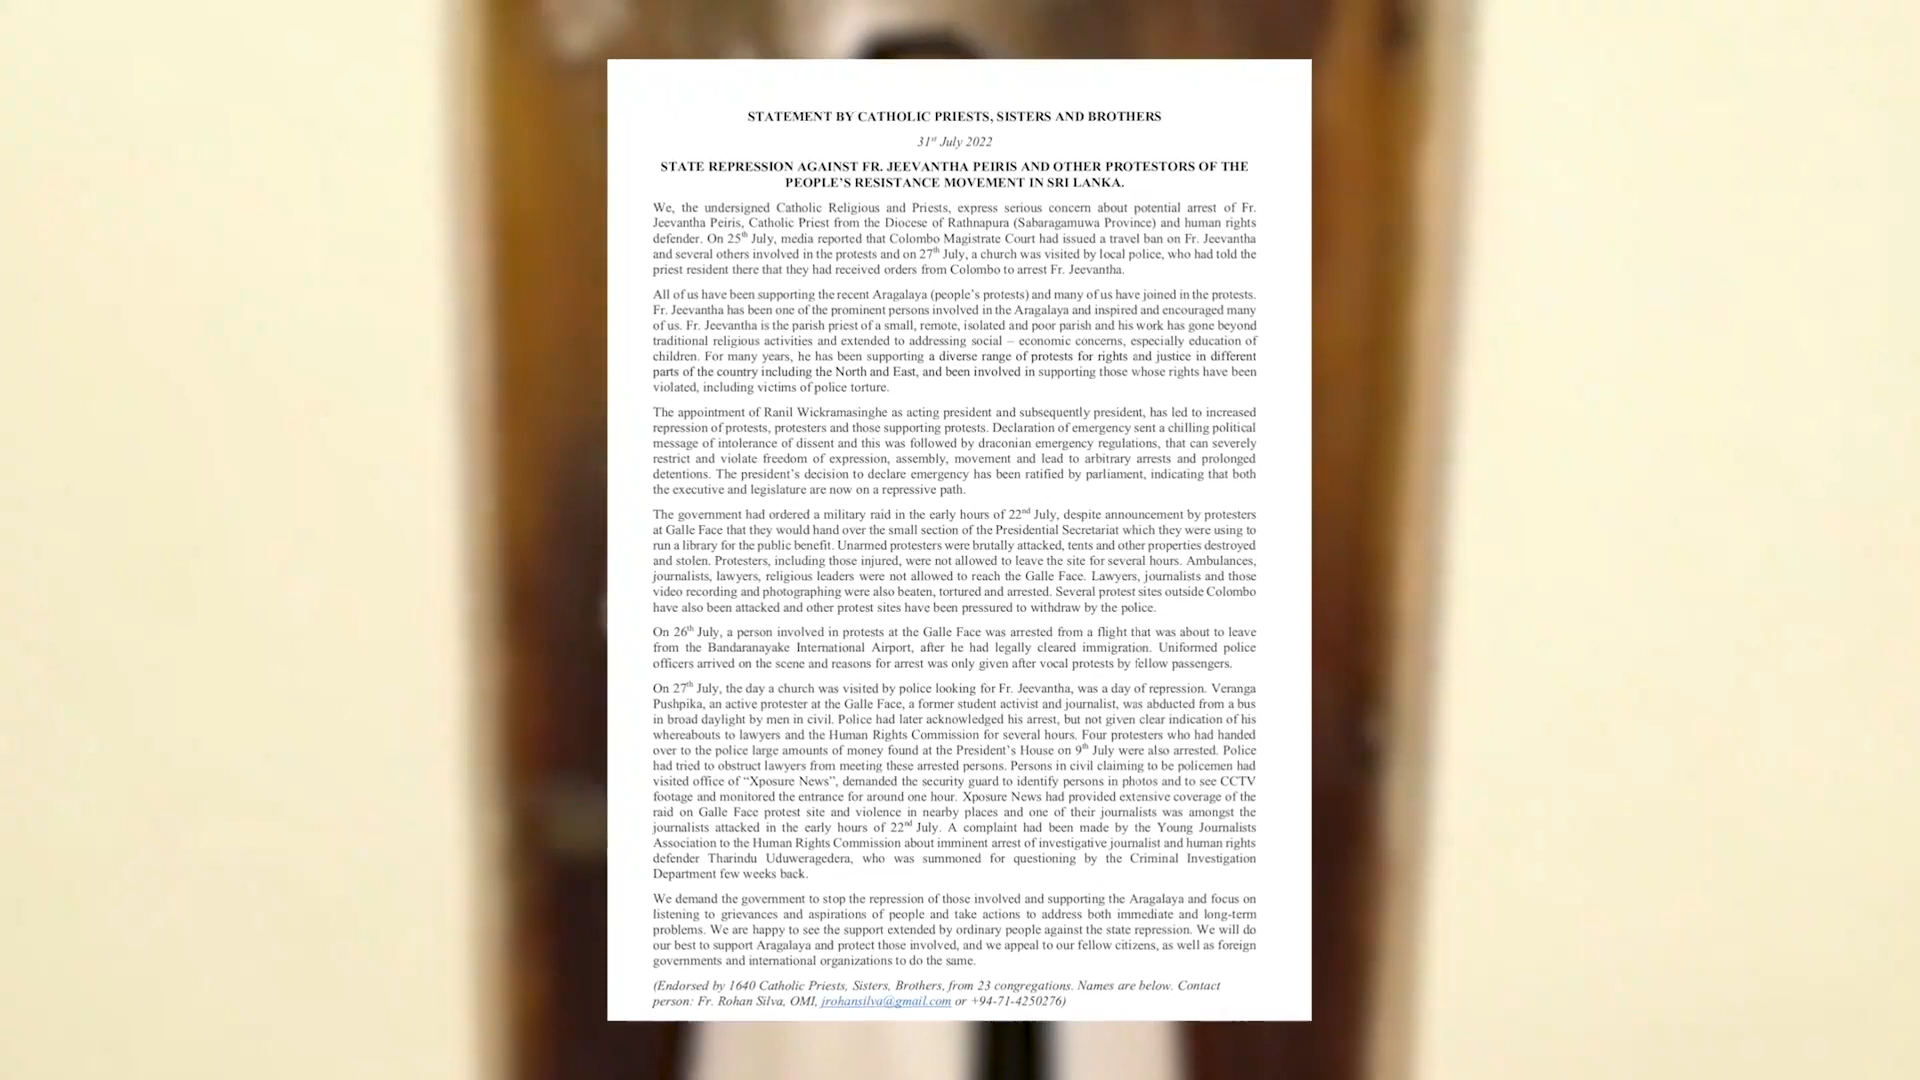 STATEMENT BY CATHOLIC PRIESTS, SISTERS AND BROTHERS
31st July 2022
STATE REPRESSION AGAINST FR. JEEVANTHA PEIRIS AND OTHER PROTESTORS OF THE
PEOPLE'S RESISTANCE MOVEMENT IN SRI LANKA.
We, the undersigned Catholic Religious and Priests, express serious concern about potential arrest of Fr.
Jeevantha Peiris, Catholic Priest from the Diocese of Rathnapura (Sabaragamuwa Province) and human rights
defender. On 25th July, media reported that Colombo Magistrate Court had issued a travel ban on Fr. Jeevantha
and several others involved in the protests and on 27th July, a church was visited by local police, who had told the
priest resident there that they had received orders from Colombo to arrest Fr. Jeevantha.
All of us have been supporting the recent Aragalaya (people's protests) and many of us have joined in the protests.
Fr. Jeevantha has been one of the prominent persons involved in the Aragalaya and inspired and encouraged many
of us. Fr. Jeevantha is the parish priest of a small, remote, isolated and poor parish and his work has gone beyond
traditional religious activities and extended to addressing social – economic concerns, especially education of
children. For many years, he has been supporting a diverse range of protests for rights and justice in different
parts of the country including the North and East, and been involved in supporting those whose rights have been
violated, including victims of police torture.
The appointment of Ranil Wickramasinghe as acting president and subsequently president, has led to increased
repression of protests, protesters and those supporting protests. Declaration of emergency sent a chilling political
message of intolerance of dissent and this was followed by draconian emergency regulations, that can severely
restrict and violate freedom of expression, assembly, movement and lead to arbitrary arrests and prolonged
detentions. The president's decision to declare emergency has been ratified by parliament, indicating that both
the executive and legislature are now on a repressive path.
The government had ordered a military raid in the early hours of 22nd July, despite announcement by protesters
at Galle Face that they would hand over the small section of the Presidential Secretariat which they were using to
run a library for the public benefit. Unarmed protesters were brutally attacked, tents and other properties destroyed
and stolen. Protesters, including those injured, were not allowed to leave the site for several hours. Ambulances,
journalists, lawyers, religious leaders were not allowed to reach the Galle Face. Lawyers, journalists and those
video recording and photographing were also beaten, tortured and arrested. Several protest sites outside Colombo
have also been attacked and other protest sites have been pressured to withdraw by the police.
On 26th July, a person involved in protests at the Galle Face was arrested from a flight that was about to leave
from the Bandaranayake International Airport, after he had legally cleared immigration. Uniformed police
officers arrived on the scene and reasons for arrest was only given after vocal protests by fellow passengers.
On 27th July, the day a church was visited by police looking for Fr. Jeevantha, was a day of repression. Veranga
Pushpika, an active protester at the Galle Face, a former student activist and journalist, was abducted from a bus
in broad daylight by men in civil. Police had later acknowledged his arrest, but not given clear indication of his
whereabouts to lawyers and the Human Rights Commission for several hours. Four protesters who had handed
over to the police large amounts of money found at the President's House on 9th July were also arrested. Police
had tried to obstruct lawyers from meeting these arrested persons. Persons in civil claiming to be policemen had
visited office of “Xposure News”, demanded the security guard to identify persons in photos and to see CCTV
footage and monitored the entrance for around one hour. Xposure News had provided extensive coverage of the
raid on Galle Face protest site and violence in nearby places and one of their journalists was amongst the
journalists attacked in the early hours of 22nd July. A complaint had been made by the Young Journalists
Association to the Human Rights Commission about imminent arrest of investigative journalist and human rights
defender Tharindu Uduweragedera, who was summoned for questioning by the Criminal Investigation
Department few weeks back.
We demand the government to stop the repression of those involved and supporting the Aragalaya and focus on
listening to grievances and aspirations of people and take actions to address both immediate and long-term
problems. We are happy to see the support extended by ordinary people against the state repression. We will do
our best to support Aragalaya and protect those involved, and we appeal to our fellow citizens, as well as foreign
governments and international organizations to do the same.
(Endorsed by 1640 Catholic Priests, Sisters, Brothers, from 23 congregations. Names are below. Contact
person: Fr. Rohan Silva, OMI, jrohansilva@gmail.com or +94-71-4250276)